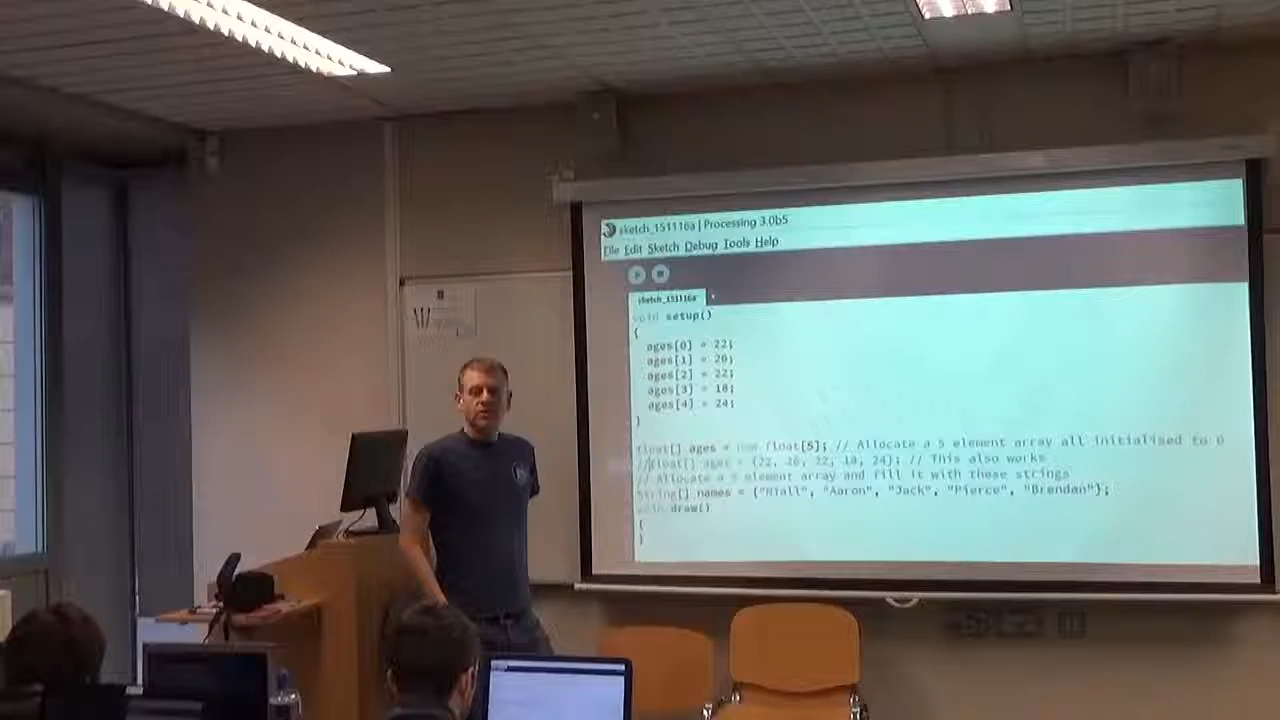 sketch_151116a | Processing 3.0b5
File Edit Sketch Debug Tools Help
sketch_151116a
void setup()
{
ages[0] = 22;
ages[1] = 20;
ages[2] = 22;
ages[3] = 18;
ages[4] = 24;
}
float[] ages = new float[5]; // Allocate a 5 element array all initialised to 0
//float[] ages = {22, 20, 22, 18, 24}; // This also works
// Allocate a 5 element array and fill it with these strings
String[] names = {"Niall", "Aaron", "Jack", "Pierce", "Brendan"};
void draw()
{
}